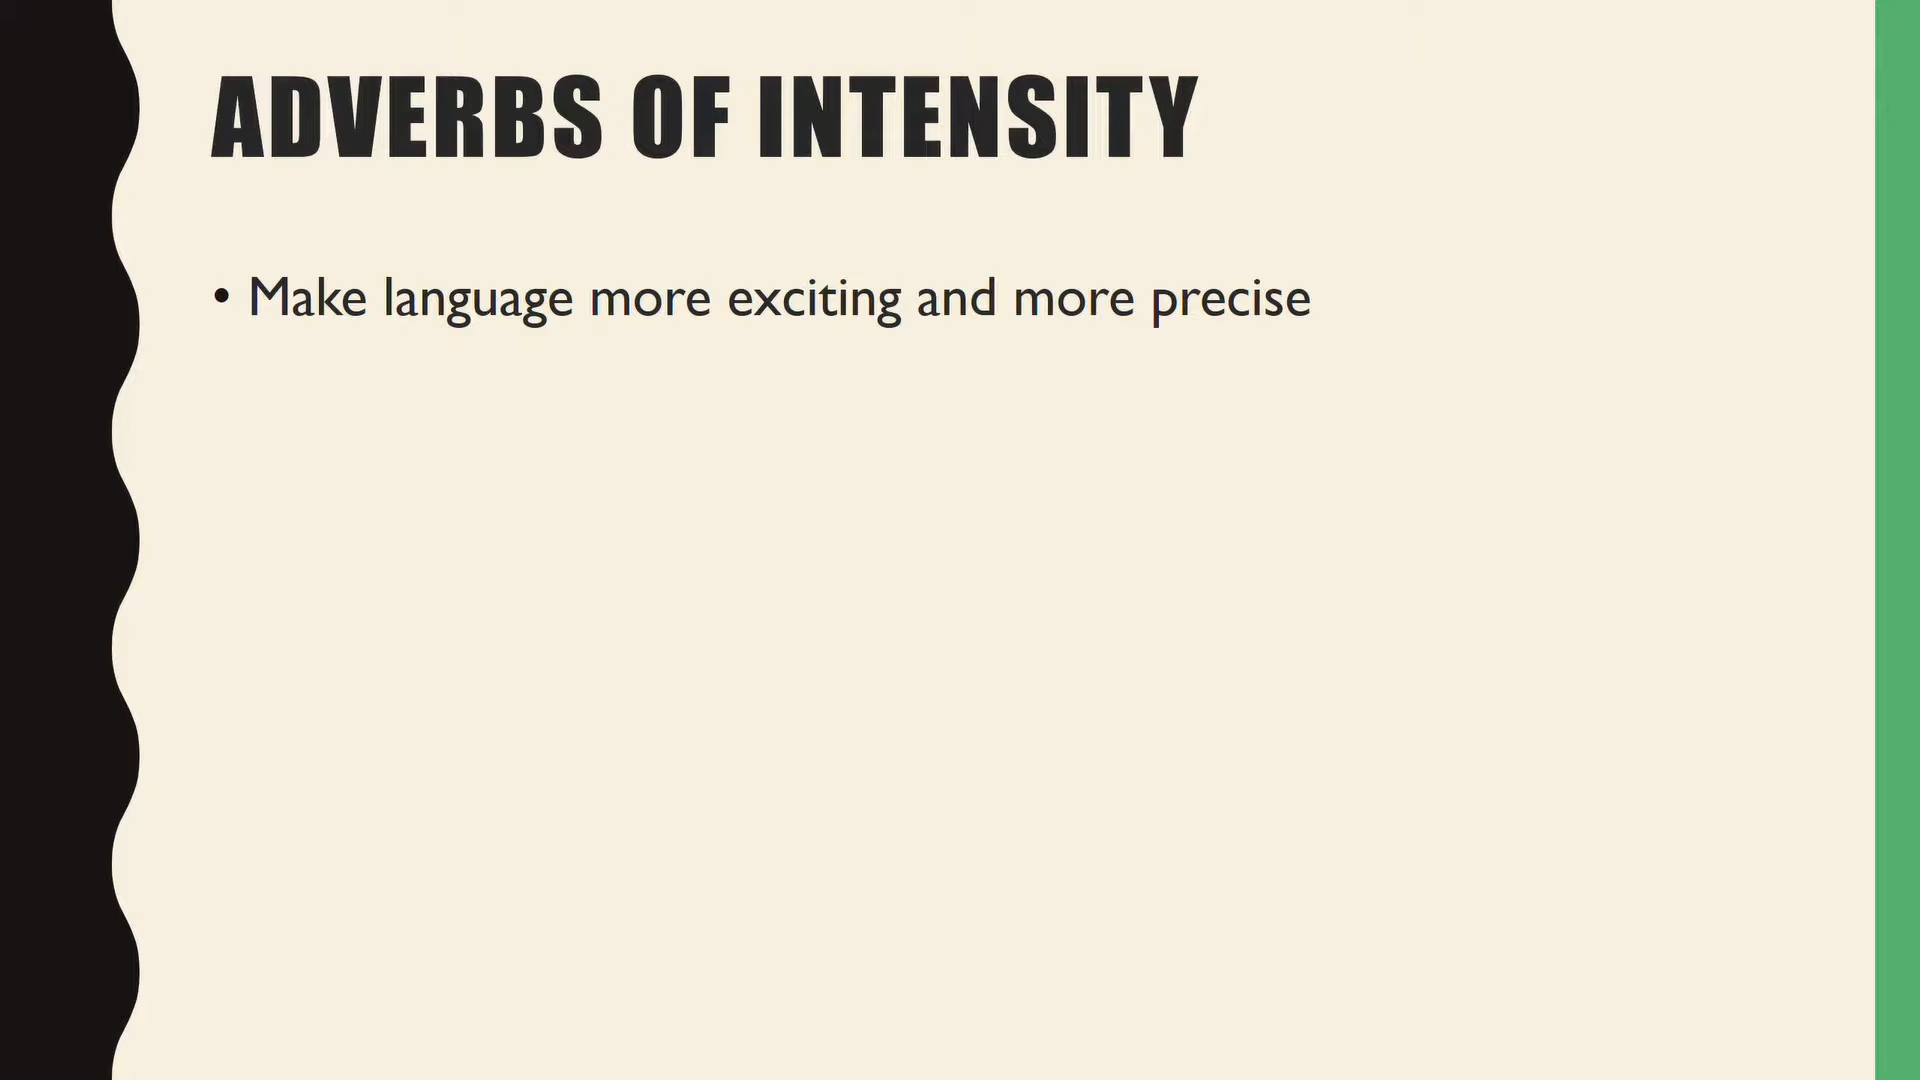 ADVERBS OF INTENSITY
• Make language more exciting and more precise